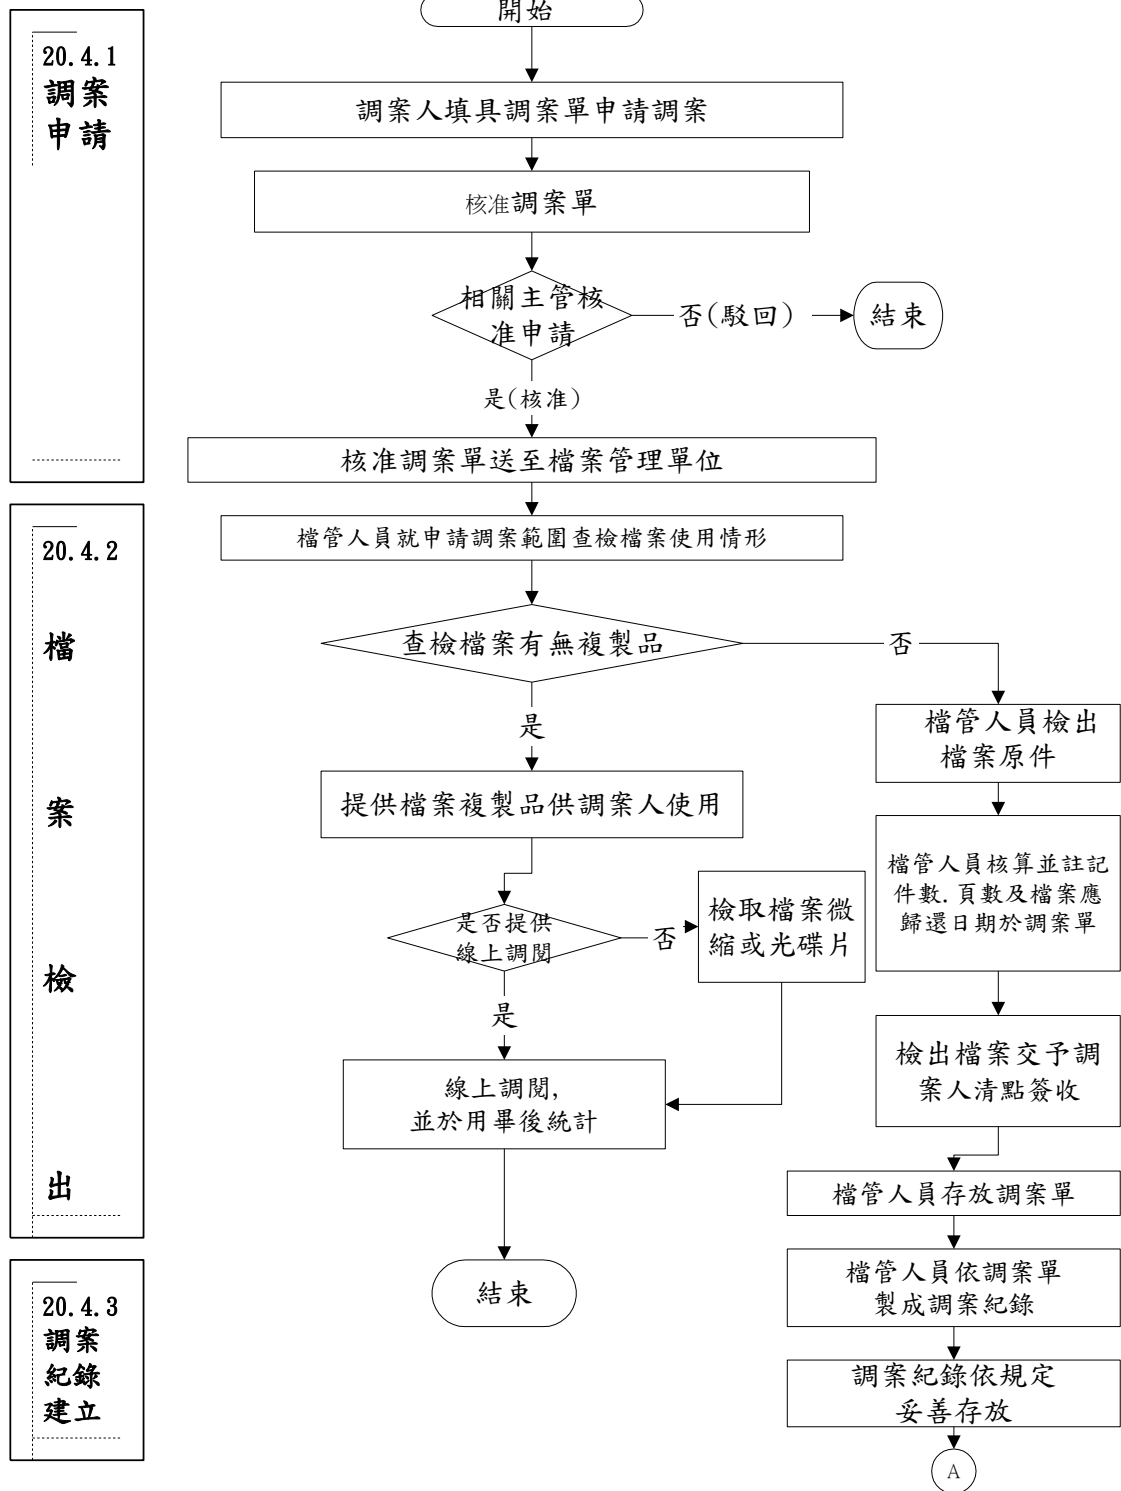 開始
20.4.1
調案
申請
調案人填具調案單申請調案
核准調案單
相關主管核
准申請
否(駁回)
結束
是(核准)
核准調案單送至檔案管理單位
20.4.2
檔
案
檢
出
檔管人員就申請調案範圍查檢檔案使用情形
查檢檔案有無複製品
否
是
檔管人員檢出
檔案原件
提供檔案複製品供調案人使用
檔管人員核算並註記
件數.頁數及檔案應
歸還日期於調案單
是否提供
線上調閱
否
檢取檔案微
縮或光碟片
是
檢出檔案交予調
案人清點簽收
線上調閱,
並於用畢後統計
檔管人員存放調案單
結束
20.4.3
調案
紀錄
建立
檔管人員依調案單
製成調案紀錄
調案紀錄依規定
妥善存放
A